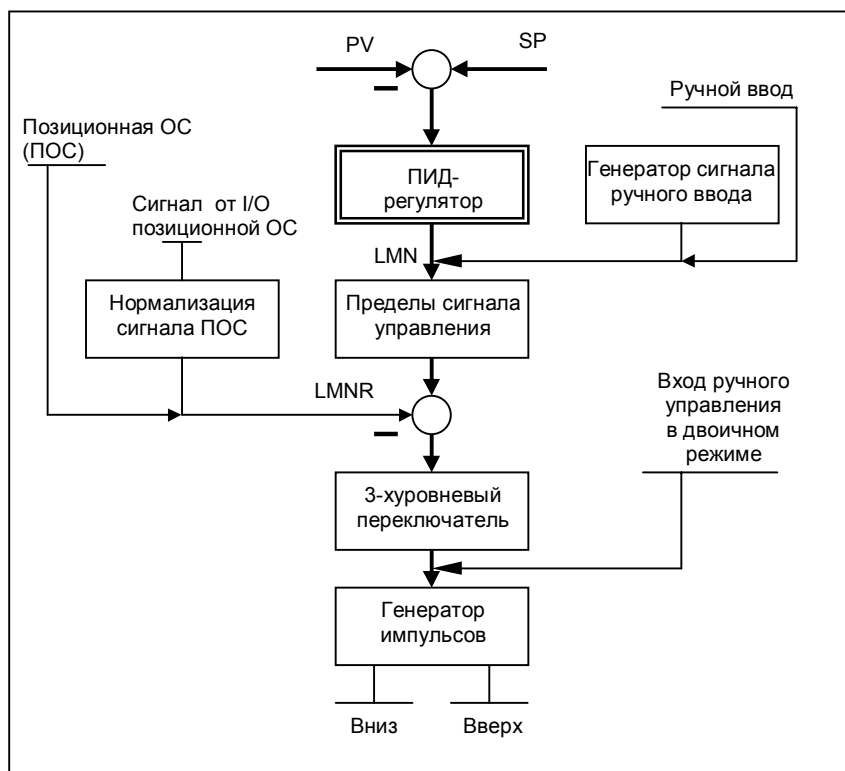 PV
SP
Ручной ввод
Позиционная ОС
(ПОС)
ПИД-
регулятор
Генератор сигнала
ручного ввода
Сигнал от I/O
позиционной ОС
LMN
Нормализация
сигнала ПОС
Пределы сигнала
управления
LMNR
Вход ручного
управления
в двоичном
режиме
3-хуровневый
переключатель
Генератор
импульсов
Вниз
Вверх